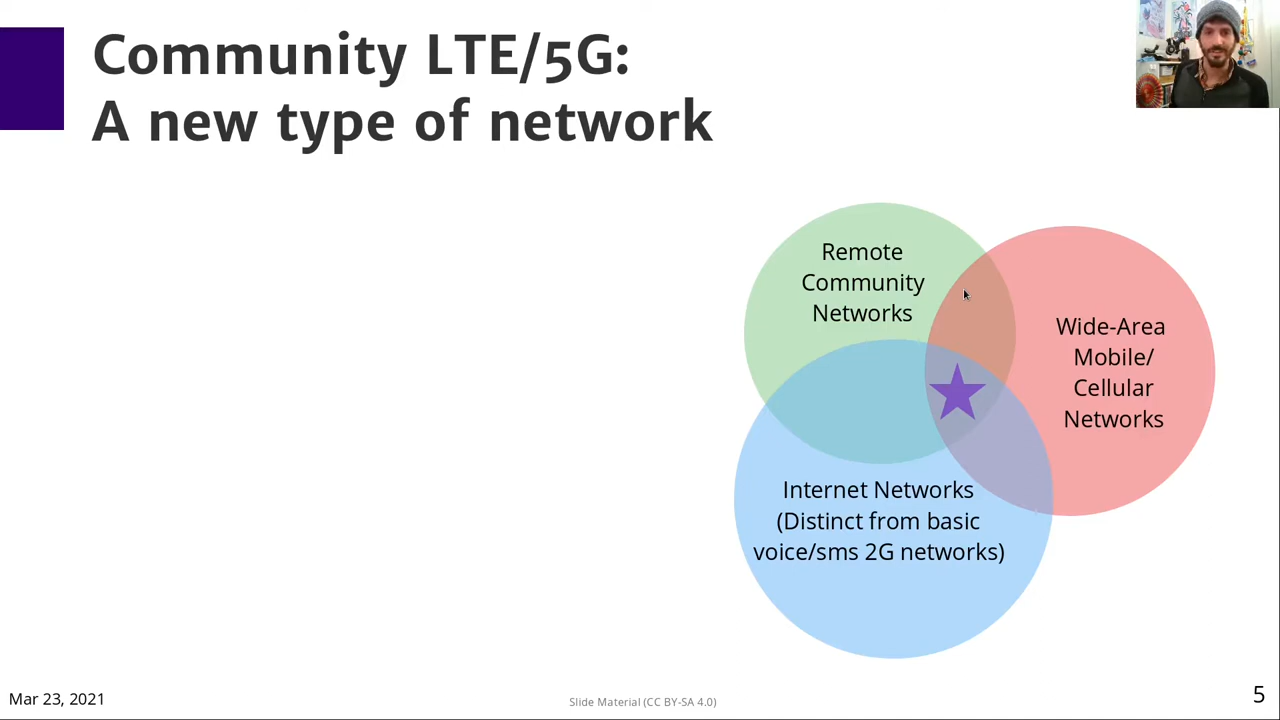 Community LTE/5G:
A new type of network
Remote
Community
Networks
Wide-Area
Mobile/
Cellular
Networks
Internet Networks
(Distinct from basic
voice/sms 2G networks)
Mar 23, 2021
Slide Material (CC BY-SA 4.0)
5